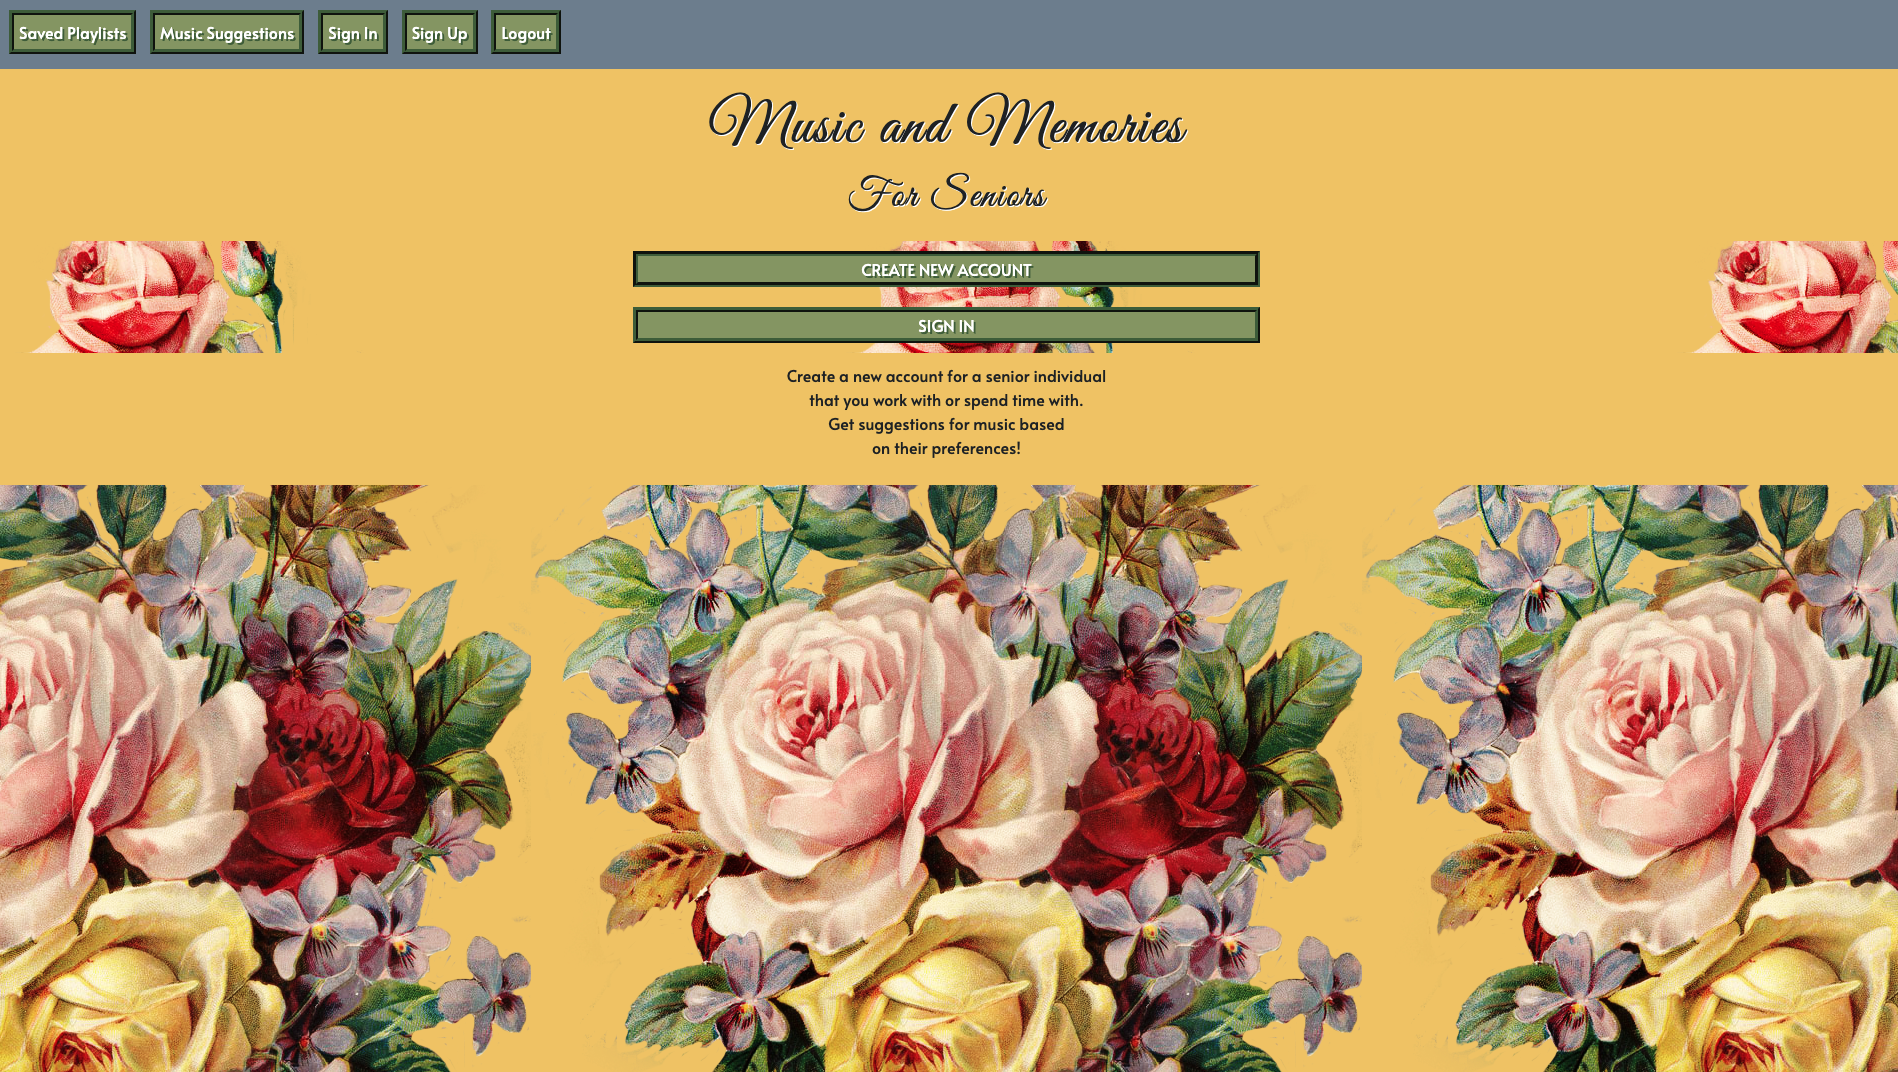 Saved Playlists Music Suggestions Sign In Sign Up Logout
Music and Memories
For Seniors
CREATE NEW ACCOUNT
SIGN IN
Create a new account for a senior individual
that you work with or spend time with.
Get suggestions for music based
on their preferences!